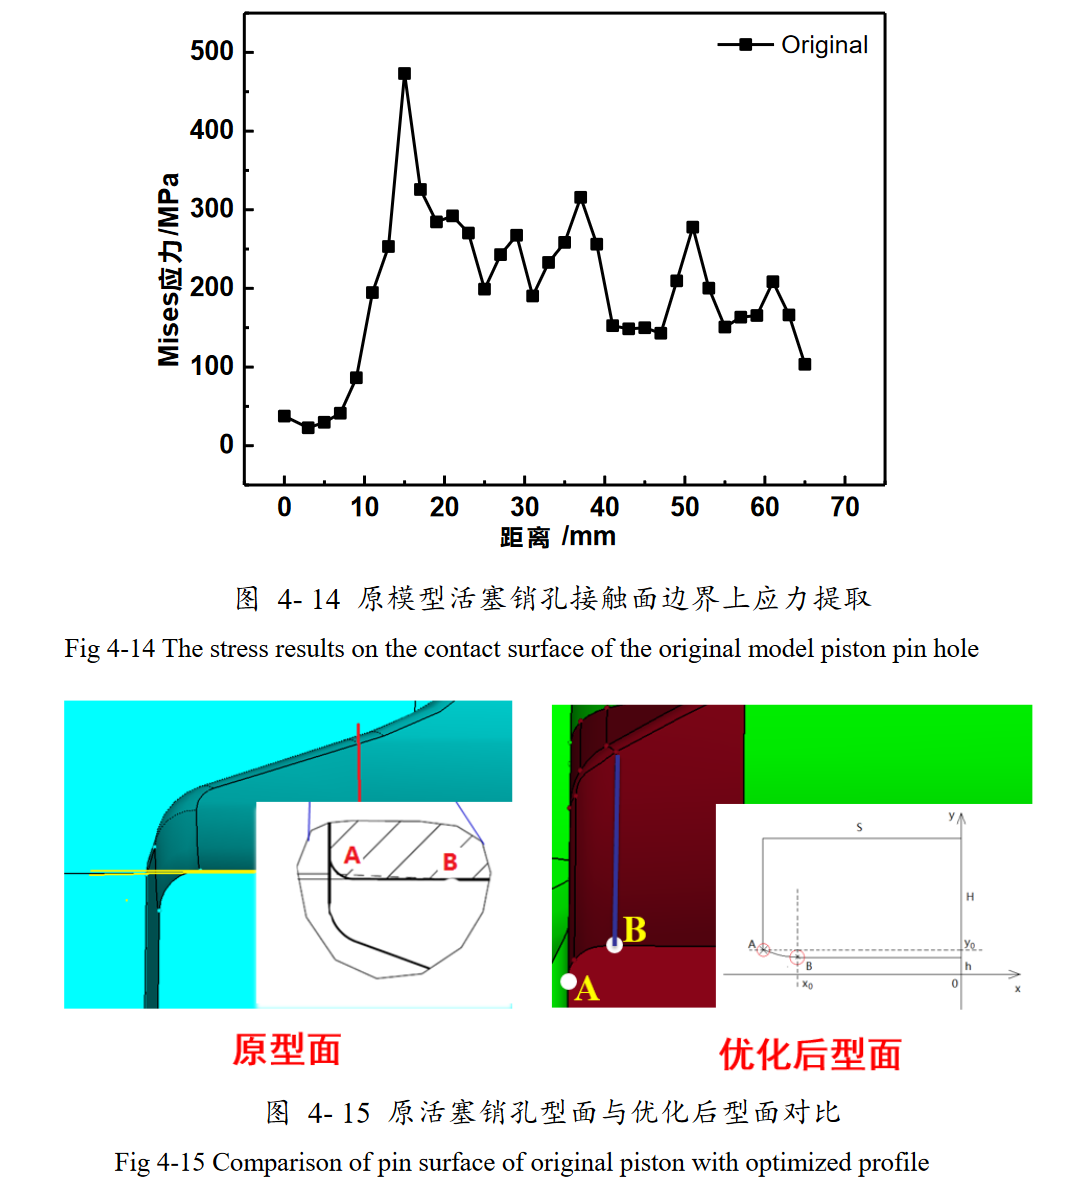 500
Original
400
300
200
100
0
Mises应力/MPa
0 10 20 30 40 50 60 70
距离 /mm
图 4- 14 原模型活塞销孔接触面边界上应力提取
Fig 4-14 The stress results on the contact surface of the original model piston pin hole
A B
B
A
y
S
H
A
y₀
B
h
x₀
0
x
原型面
优化后型面
图 4- 15 原活塞销孔型面与优化后型面对比
Fig 4-15 Comparison of pin surface of original piston with optimized profile